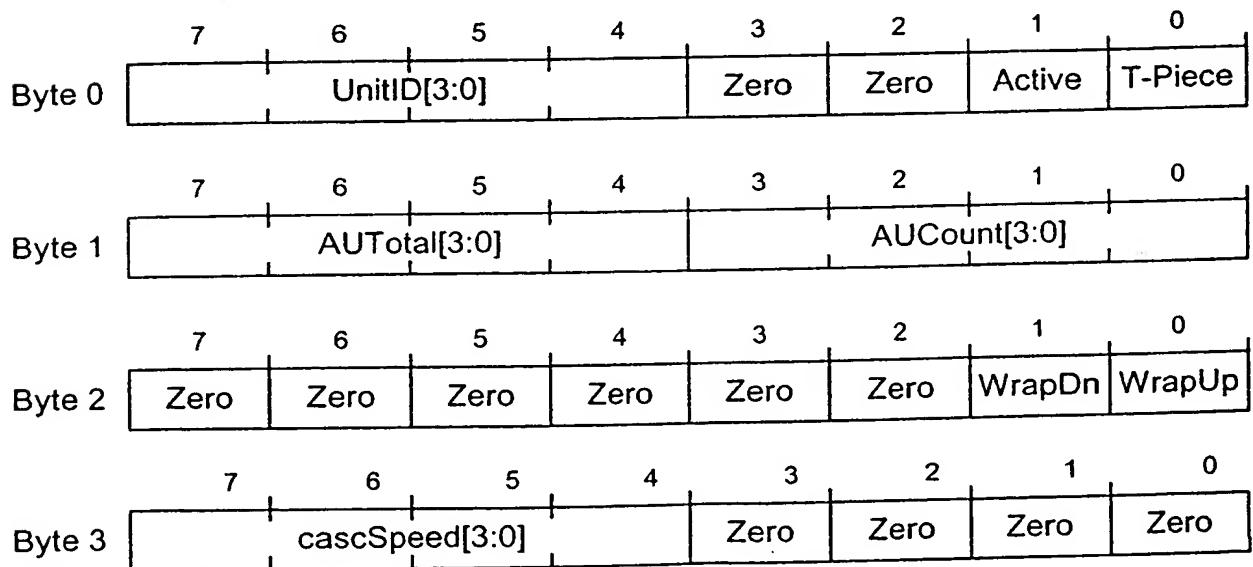 7 6 5 4 3 2 1 0
Byte 0 UnitID[3:0] Zero Zero Active T-Piece
7 6 5 4 3 2 1 0
Byte 1 AUTotal[3:0] AUCount[3:0]
7 6 5 4 3 2 1 0
Byte 2 Zero Zero Zero Zero Zero Zero WrapDn WrapUp
7 6 5 4 3 2 1 0
Byte 3 cascSpeed[3:0] Zero Zero Zero Zero